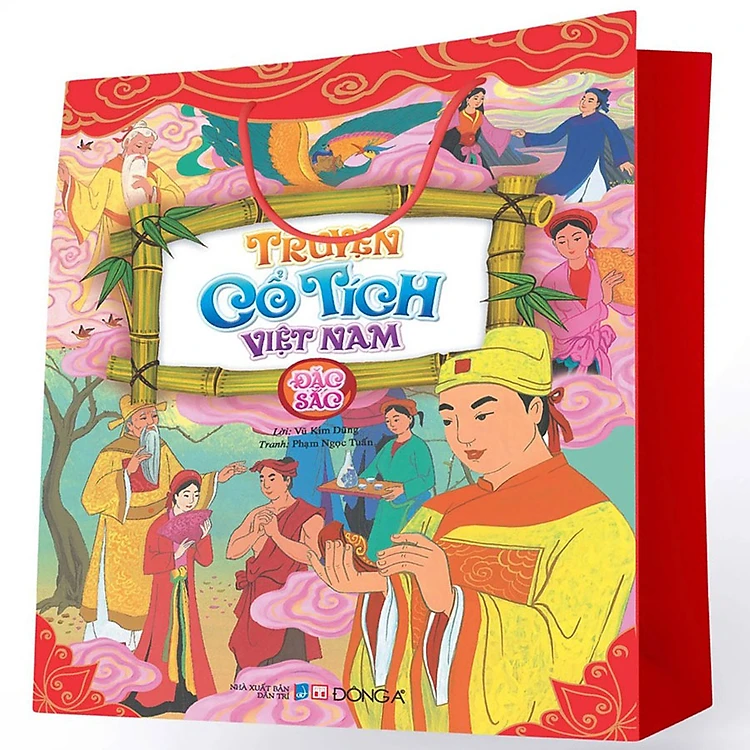 TRUYỆN
CỔ TÍCH
VIỆT NAM
ĐẶC
SẮC
Lời: Vũ Kim Dũng
Tranh: Phạm Ngọc Tuấn
NHÀ XUẤT BẢN
DÂN TRÍ
ĐÔNG A